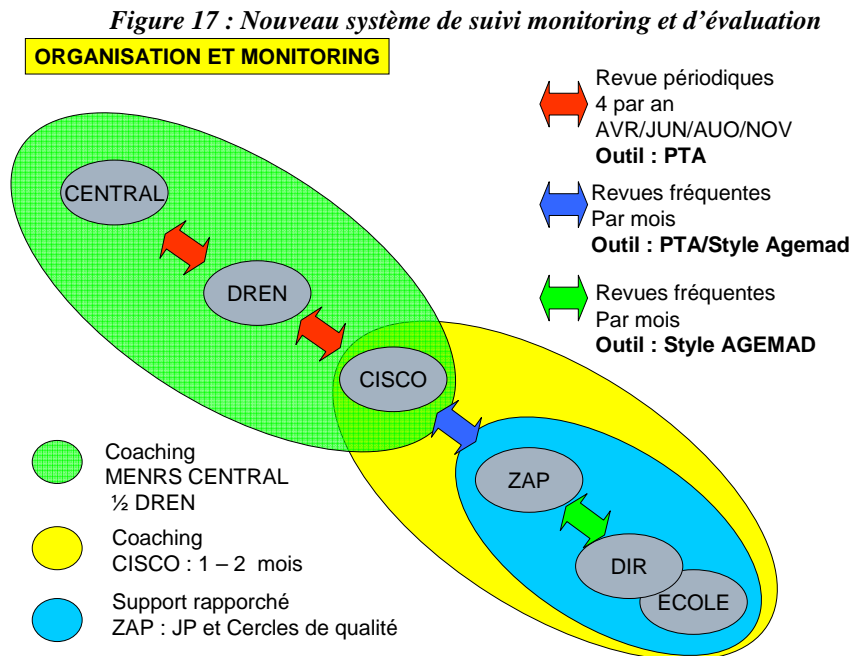 Figure 17 : Nouveau système de suivi monitoring et d’évaluation
ORGANISATION ET MONITORING
Revue périodiques
4 par an
AVR/JUN/AUO/NOV
Outil : PTA
Revues fréquentes
Par mois
Outil : PTA/Style Agemad
Revues fréquentes
Par mois
Outil : Style AGEMAD
CENTRAL
DREN
CISCO
ZAP
DIR
ECOLE
Coaching
MENRS CENTRAL
½ DREN
Coaching
CISCO : 1 – 2 mois
Support rapporché
ZAP : JP et Cercles de qualité